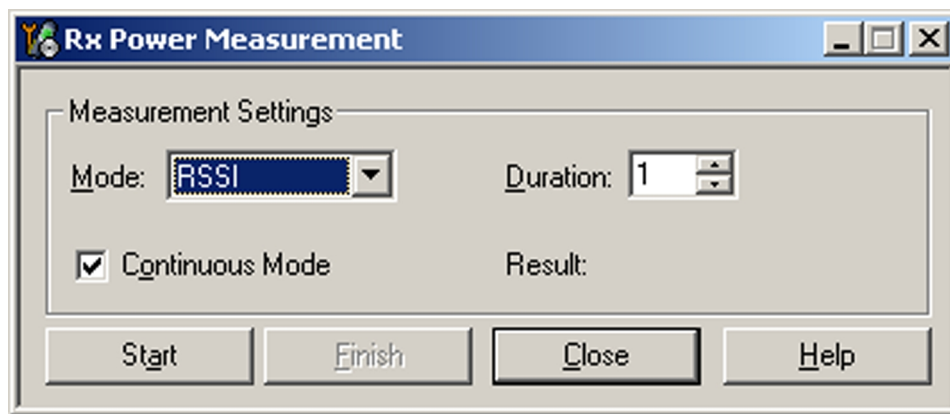 Rx Power Measurement
Measurement Settings
Mode: RSSI Duration: 1
Continuous Mode Result:
Start Finish Close Help